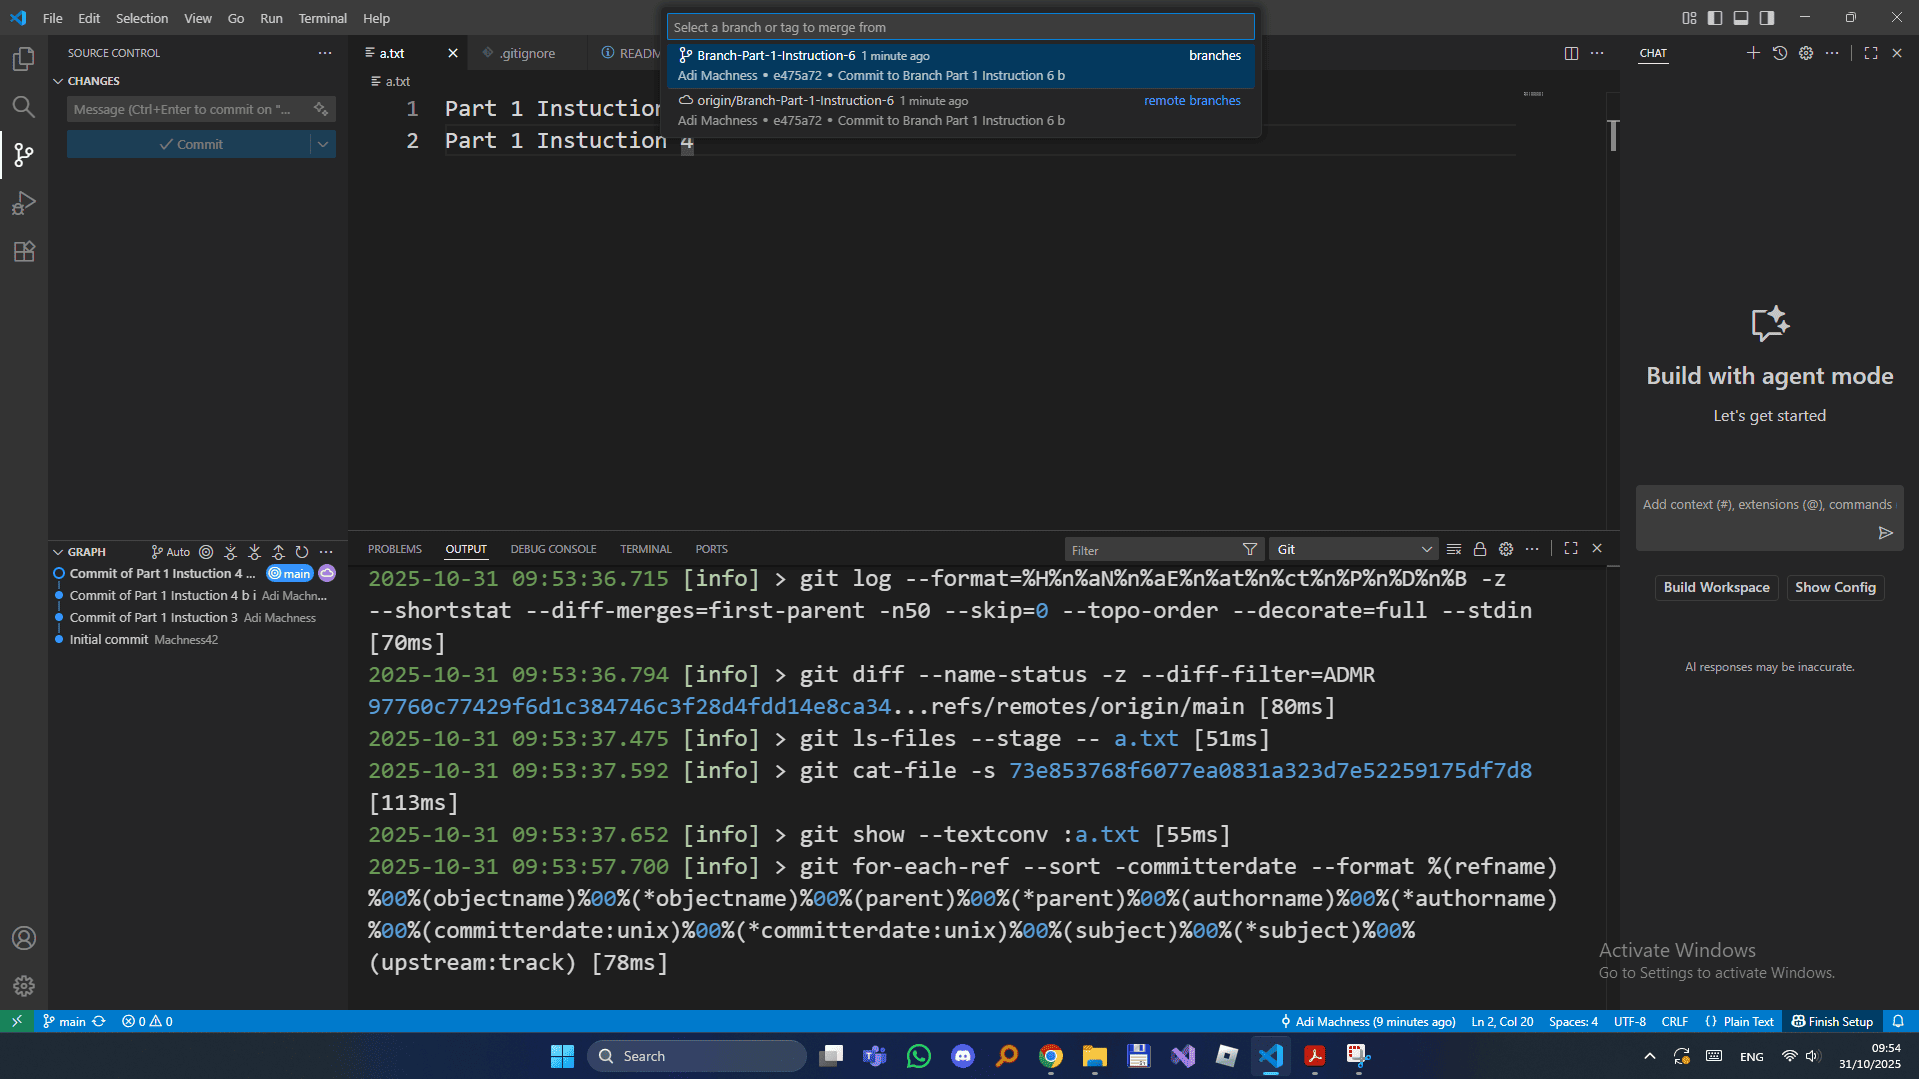 File Edit Selection View Go Run Terminal Help
Select a branch or tag to merge from
Branch-Part-1-Instruction-6 1 minute ago branches
Adi Machness • e475a72 • Commit to Branch Part 1 Instruction 6 b
origin/Branch-Part-1-Instruction-6 1 minute ago remote branches
Adi Machness • e475a72 • Commit to Branch Part 1 Instruction 6 b
SOURCE CONTROL
CHANGES
Message (Ctrl+Enter to commit on "...
Commit
a.txt .gitignore READM
a.txt
1 Part 1 Instuction
2 Part 1 Instuction 4
CHAT
Build with agent mode
Let's get started
Add context (#), extensions (@), commands
Build Workspace Show Config
AI responses may be inaccurate.
GRAPH Auto
Commit of Part 1 Instuction 4 ... main
Commit of Part 1 Instuction 4 b i Adi Machn...
Commit of Part 1 Instuction 3 Adi Machness
Initial commit Machness42
PROBLEMS OUTPUT DEBUG CONSOLE TERMINAL PORTS Filter Git
2025-10-31 09:53:36.715 [info] > git log --format=%H%n%aN%n%aE%n%at%n%ct%n%P%n%D%n%B -z
--shortstat --diff-merges=first-parent -n50 --skip=0 --topo-order --decorate=full --stdin
[70ms]
2025-10-31 09:53:36.794 [info] > git diff --name-status -z --diff-filter=ADMR
97760c77429f6d1c384746c3f28d4fdd14e8ca34...refs/remotes/origin/main [80ms]
2025-10-31 09:53:37.475 [info] > git ls-files --stage -- a.txt [51ms]
2025-10-31 09:53:37.592 [info] > git cat-file -s 73e853768f6077ea0831a323d7e52259175df7d8
[113ms]
2025-10-31 09:53:37.652 [info] > git show --textconv :a.txt [55ms]
2025-10-31 09:53:57.700 [info] > git for-each-ref --sort -committerdate --format %(refname)
%00%(objectname)%00%(*objectname)%00%(parent)%00%(*parent)%00%(authorname)%00%(*authorname)
%00%(committerdate:unix)%00%(*committerdate:unix)%00%(subject)%00%(*subject)%00%
(upstream:track) [78ms]
Activate Windows
Go to Settings to activate Windows.
main 0 0 Adi Machness (9 minutes ago) Ln 2, Col 20 Spaces: 4 UTF-8 CRLF {} Plain Text Finish Setup
Search ENG 09:54
31/10/2025